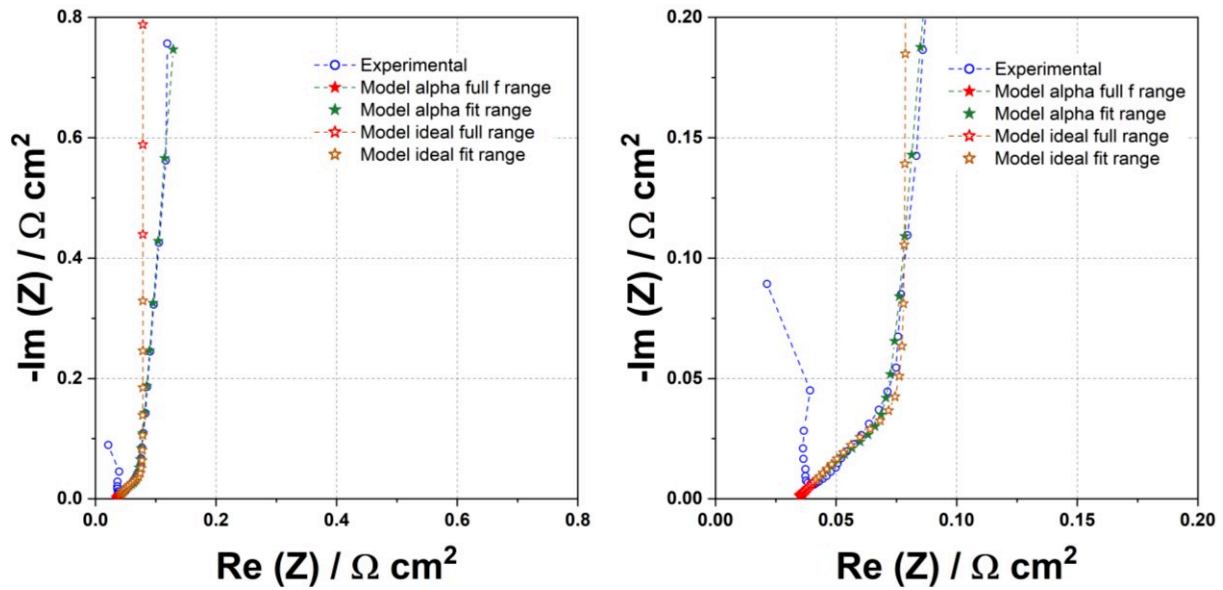 0.8
0.6
0.4
0.2
0.0
-Im (Z) / Ω cm²
Experimental
Model alpha full f range
Model alpha fit range
Model ideal full range
Model ideal fit range
0.0 0.2 0.4 0.6 0.8
Re (Z) / Ω cm²
0.20
0.15
0.10
0.05
0.00
-Im (Z) / Ω cm²
Experimental
Model alpha full f range
Model alpha fit range
Model ideal full range
Model ideal fit range
0.00 0.05 0.10 0.15 0.20
Re (Z) / Ω cm²